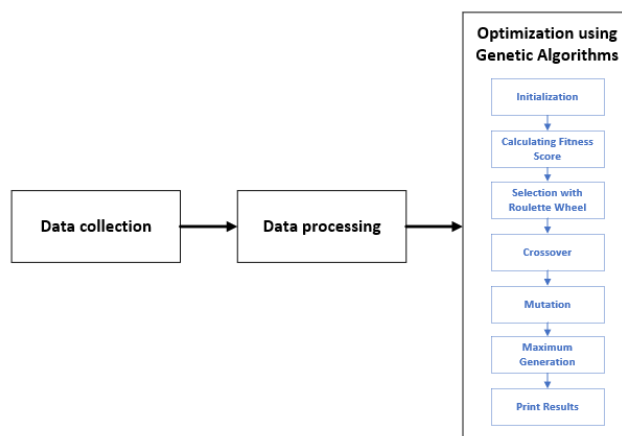 Data collection
Data processing
Optimization using
Genetic Algorithms
Initialization
Calculating Fitness
Score
Selection with
Roulette Wheel
Crossover
Mutation
Maximum
Generation
Print Results